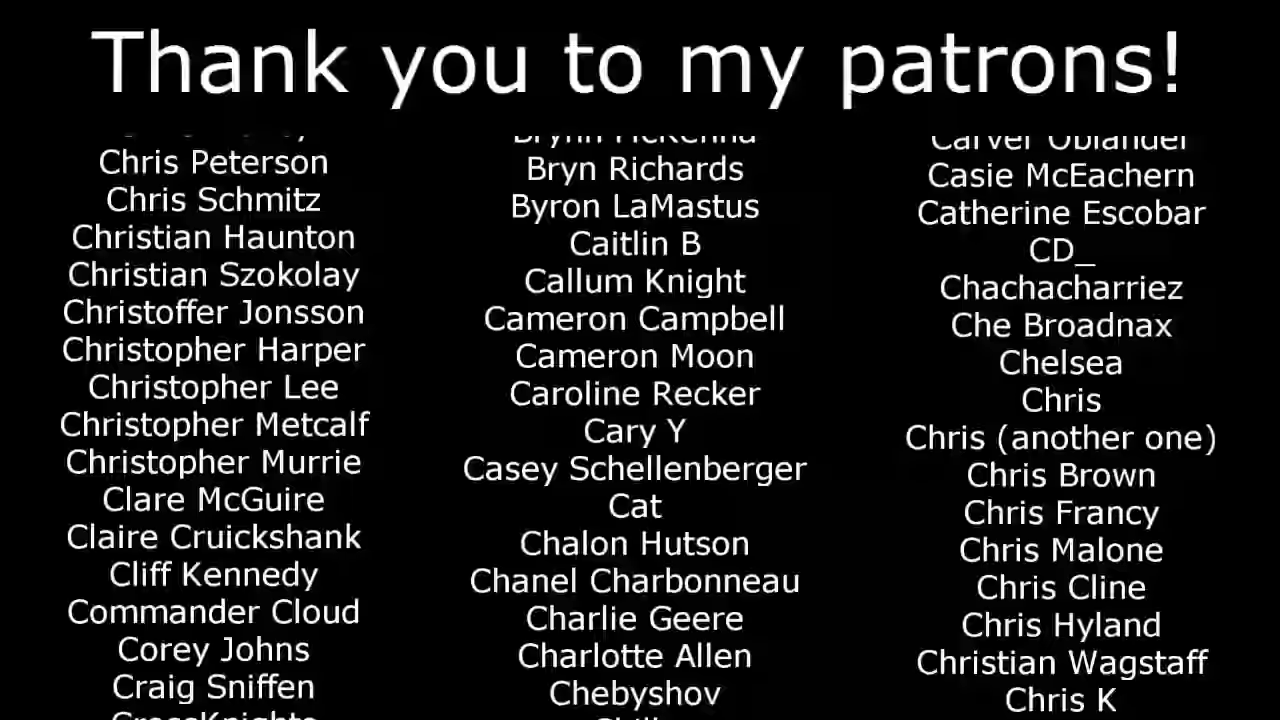 Thank you to my patrons!
Chris Peterson
Chris Schmitz
Christian Haunton
Christian Szokolay
Christoffer Jonsson
Christopher Harper
Christopher Lee
Christopher Metcalf
Christopher Murrie
Clare McGuire
Claire Cruickshank
Cliff Kennedy
Commander Cloud
Corey Johns
Craig Sniffen
Brynn McKenna
Bryn Richards
Byron LaMastus
Caitlin B
Callum Knight
Cameron Campbell
Cameron Moon
Caroline Recker
Cary Y
Casey Schellenberger
Cat
Chalon Hutson
Chanel Charbonneau
Charlie Geere
Charlotte Allen
Chebyshov
Carver Oblander
Casie McEachern
Catherine Escobar
CD_
Chachacharriez
Che Broadnax
Chelsea
Chris
Chris (another one)
Chris Brown
Chris Francy
Chris Malone
Chris Cline
Chris Hyland
Christian Wagstaff
Chris K